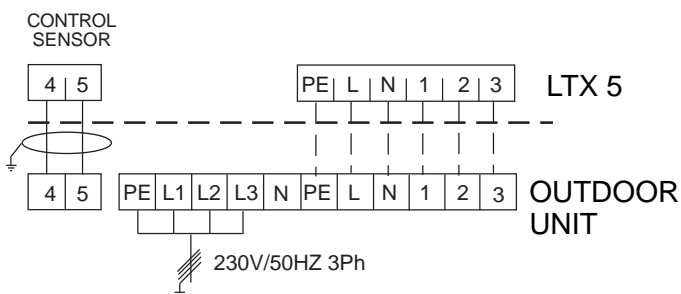 CONTROL
SENSOR
4 5
PE L N 1 2 3
LTX 5
4 5
PE L1 L2 L3 N PE L N 1 2 3
OUTDOOR
UNIT
230V/50HZ 3Ph